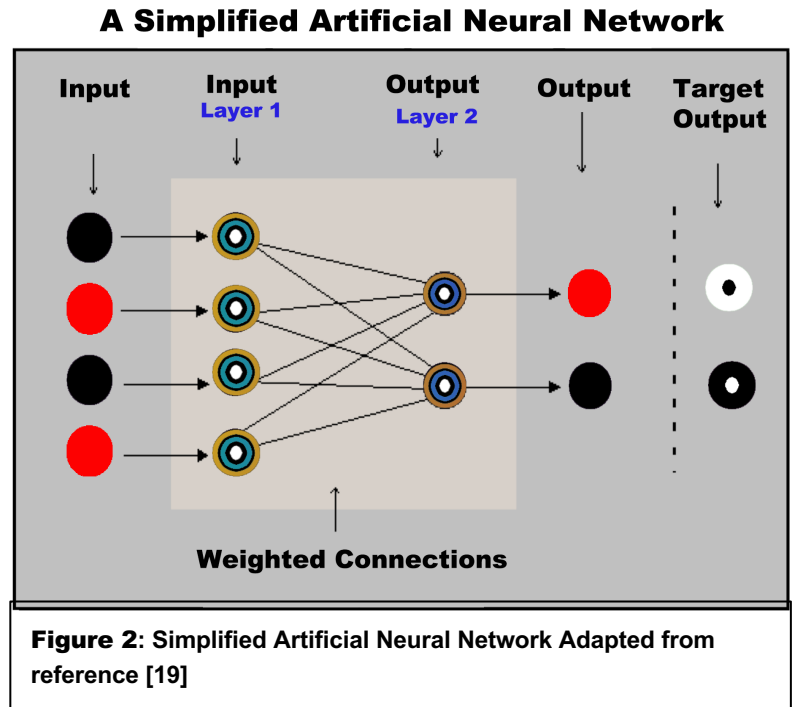 A Simplified Artificial Neural Network
Input
Input
Layer 1
Output
Layer 2
Output
Target
Output
Weighted Connections
Figure 2: Simplified Artificial Neural Network Adapted from
reference [19]